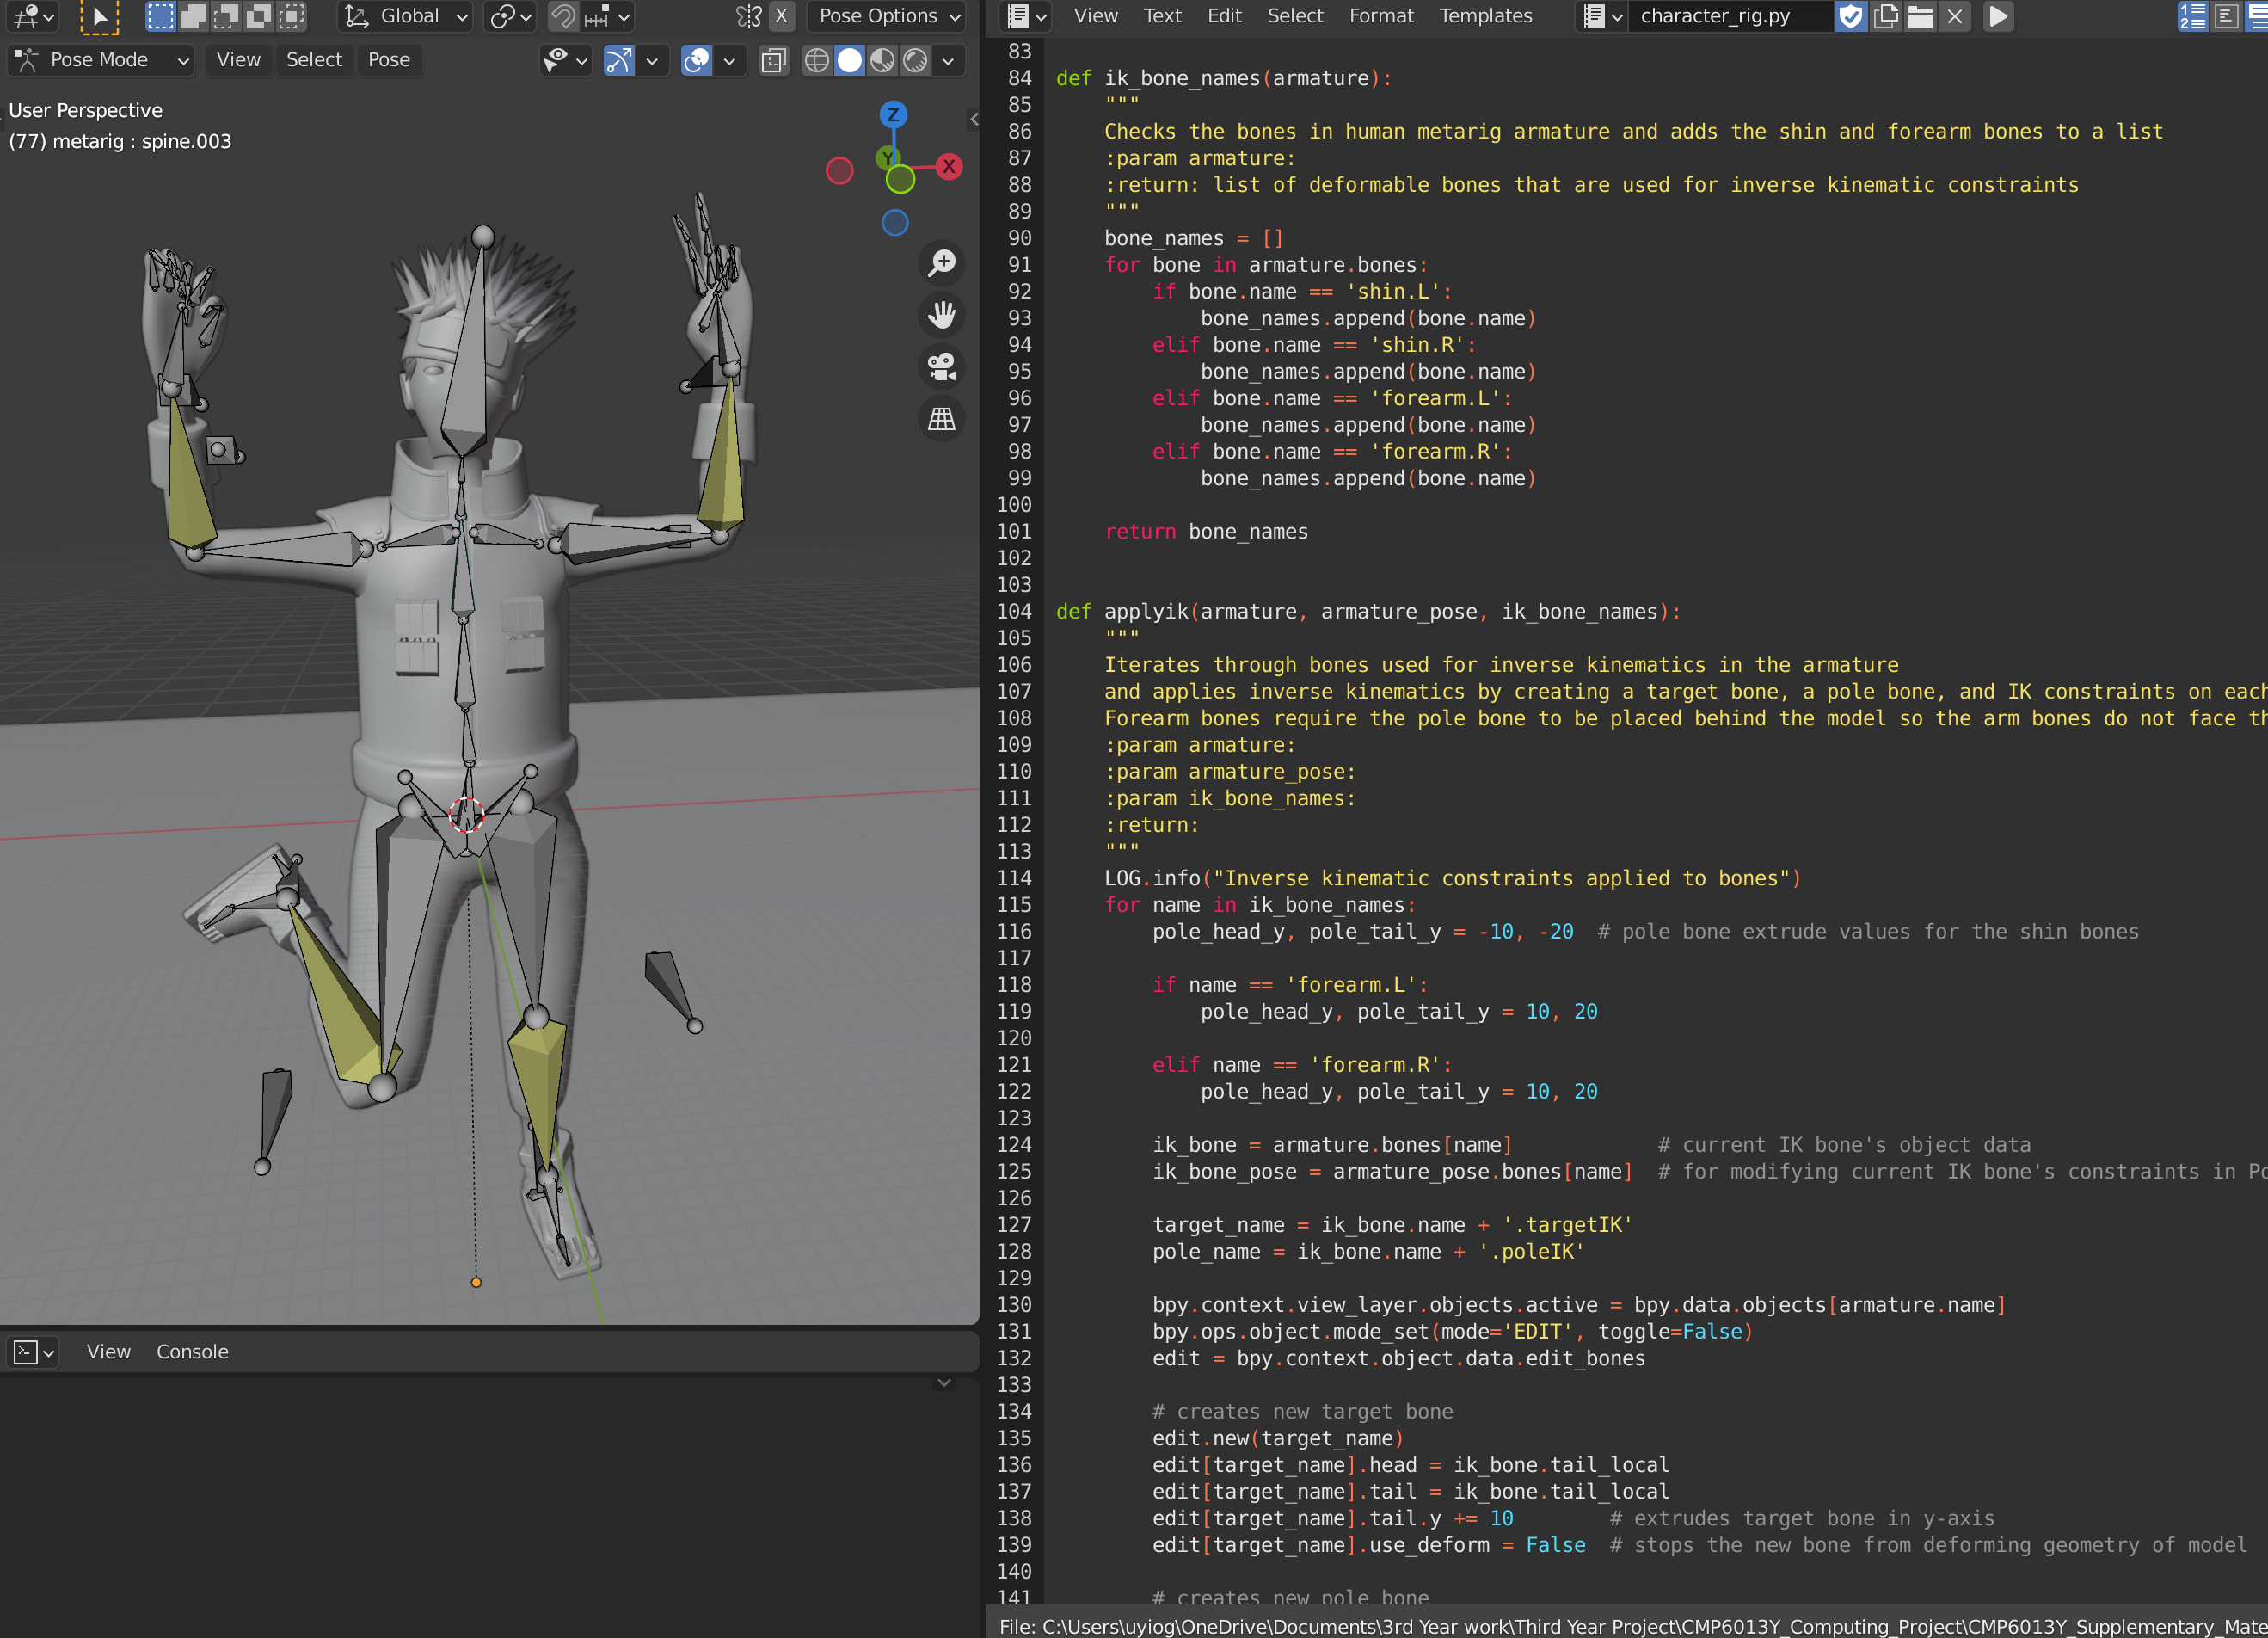 Global
X
Pose Options
Pose Mode
View
Select
Pose
User Perspective
(77) metarig : spine.003
Z
Y
X
View
Console
View
Text
Edit
Select
Format
Templates
character_rig.py
83
84 def ik_bone_names(armature):
85     """
86     Checks the bones in human metarig armature and adds the shin and forearm bones to a list
87     :param armature:
88     :return: list of deformable bones that are used for inverse kinematic constraints
89     """
90     bone_names = []
91     for bone in armature.bones:
92         if bone.name == 'shin.L':
93             bone_names.append(bone.name)
94         elif bone.name == 'shin.R':
95             bone_names.append(bone.name)
96         elif bone.name == 'forearm.L':
97             bone_names.append(bone.name)
98         elif bone.name == 'forearm.R':
99             bone_names.append(bone.name)
100
101     return bone_names
102
103
104 def applyik(armature, armature_pose, ik_bone_names):
105     """
106     Iterates through bones used for inverse kinematics in the armature
107     and applies inverse kinematics by creating a target bone, a pole bone, and IK constraints on each
108     Forearm bones require the pole bone to be placed behind the model so the arm bones do not face
109     :param armature:
110     :param armature_pose:
111     :param ik_bone_names:
112     :return:
113     """
114     LOG.info("Inverse kinematic constraints applied to bones")
115     for name in ik_bone_names:
116         pole_head_y, pole_tail_y = -10, -20  # pole bone extrude values for the shin bones
117
118         if name == 'forearm.L':
119             pole_head_y, pole_tail_y = 10, 20
120
121         elif name == 'forearm.R':
122             pole_head_y, pole_tail_y = 10, 20
123
124         ik_bone = armature.bones[name]            # current IK bone's object data
125         ik_bone_pose = armature_pose.bones[name]  # for modifying current IK bone's constraints in
126
127         target_name = ik_bone.name + '.targetIK'
128         pole_name = ik_bone.name + '.poleIK'
129
130         bpy.context.view_layer.objects.active = bpy.data.objects[armature.name]
131         bpy.ops.object.mode_set(mode='EDIT', toggle=False)
132         edit = bpy.context.object.data.edit_bones
133
134         # creates new target bone
135         edit.new(target_name)
136         edit[target_name].head = ik_bone.tail_local
137         edit[target_name].tail = ik_bone.tail_local
138         edit[target_name].tail.y += 10        # extrudes target bone in y-axis
139         edit[target_name].use_deform = False  # stops the new bone from deforming geometry of model
140
141         # creates new pole bone
File: C:\Users\uyiog\OneDrive\Documents\3rd Year work\Third Year Project\CMP6013Y_Computing_Project\CMP6013Y_Supplementary_Mate